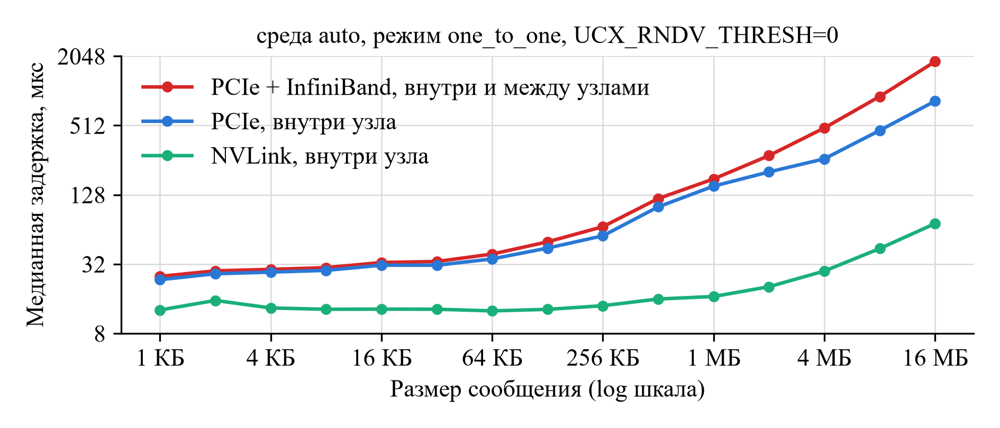 среда auto, режим one_to_one, UCX_RNDV_THRESH=0
Медианная задержка, мкс
2048
512
128
32
8
PCIe + InfiniBand, внутри и между узлами
PCIe, внутри узла
NVLink, внутри узла
1 КБ
4 КБ
16 КБ
64 КБ
256 КБ
1 МБ
4 МБ
16 МБ
Размер сообщения (log шкала)